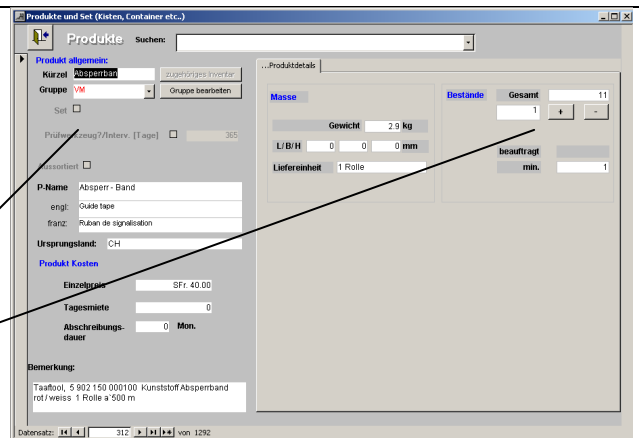 Produkte und Set (Kisten, Container etc..)
Produkte Suchen:
Produkt allgemein:
Kürzel Absperrban zugehöriges Inventar
Gruppe VM Gruppe bearbeiten
Set
Prüfwerkzeug?/Interv. [Tage] 365
Aussortiert
P-Name Absperr - Band
engl: Guide tape
franz: Ruban de signalisation
Ursprungsland: CH
Produkt Kosten
Einzelpreis SFr. 40.00
Tagesmiete 0
Abschreibungs- 0 Mon.
dauer
Bemerkung:
Taaftool, 5 902 150 000100 Kunststoff Absperrband
rot / weiss 1 Rolle a`500 m
...Produktdetails
Masse
Gewicht 2.9 kg
L/ B/ H 0 0 0 mm
Liefereinheit 1 Rolle
Bestände Gesamt 11
1 + -
beauftragt
min. 1
Datensatz: 312 von 1292